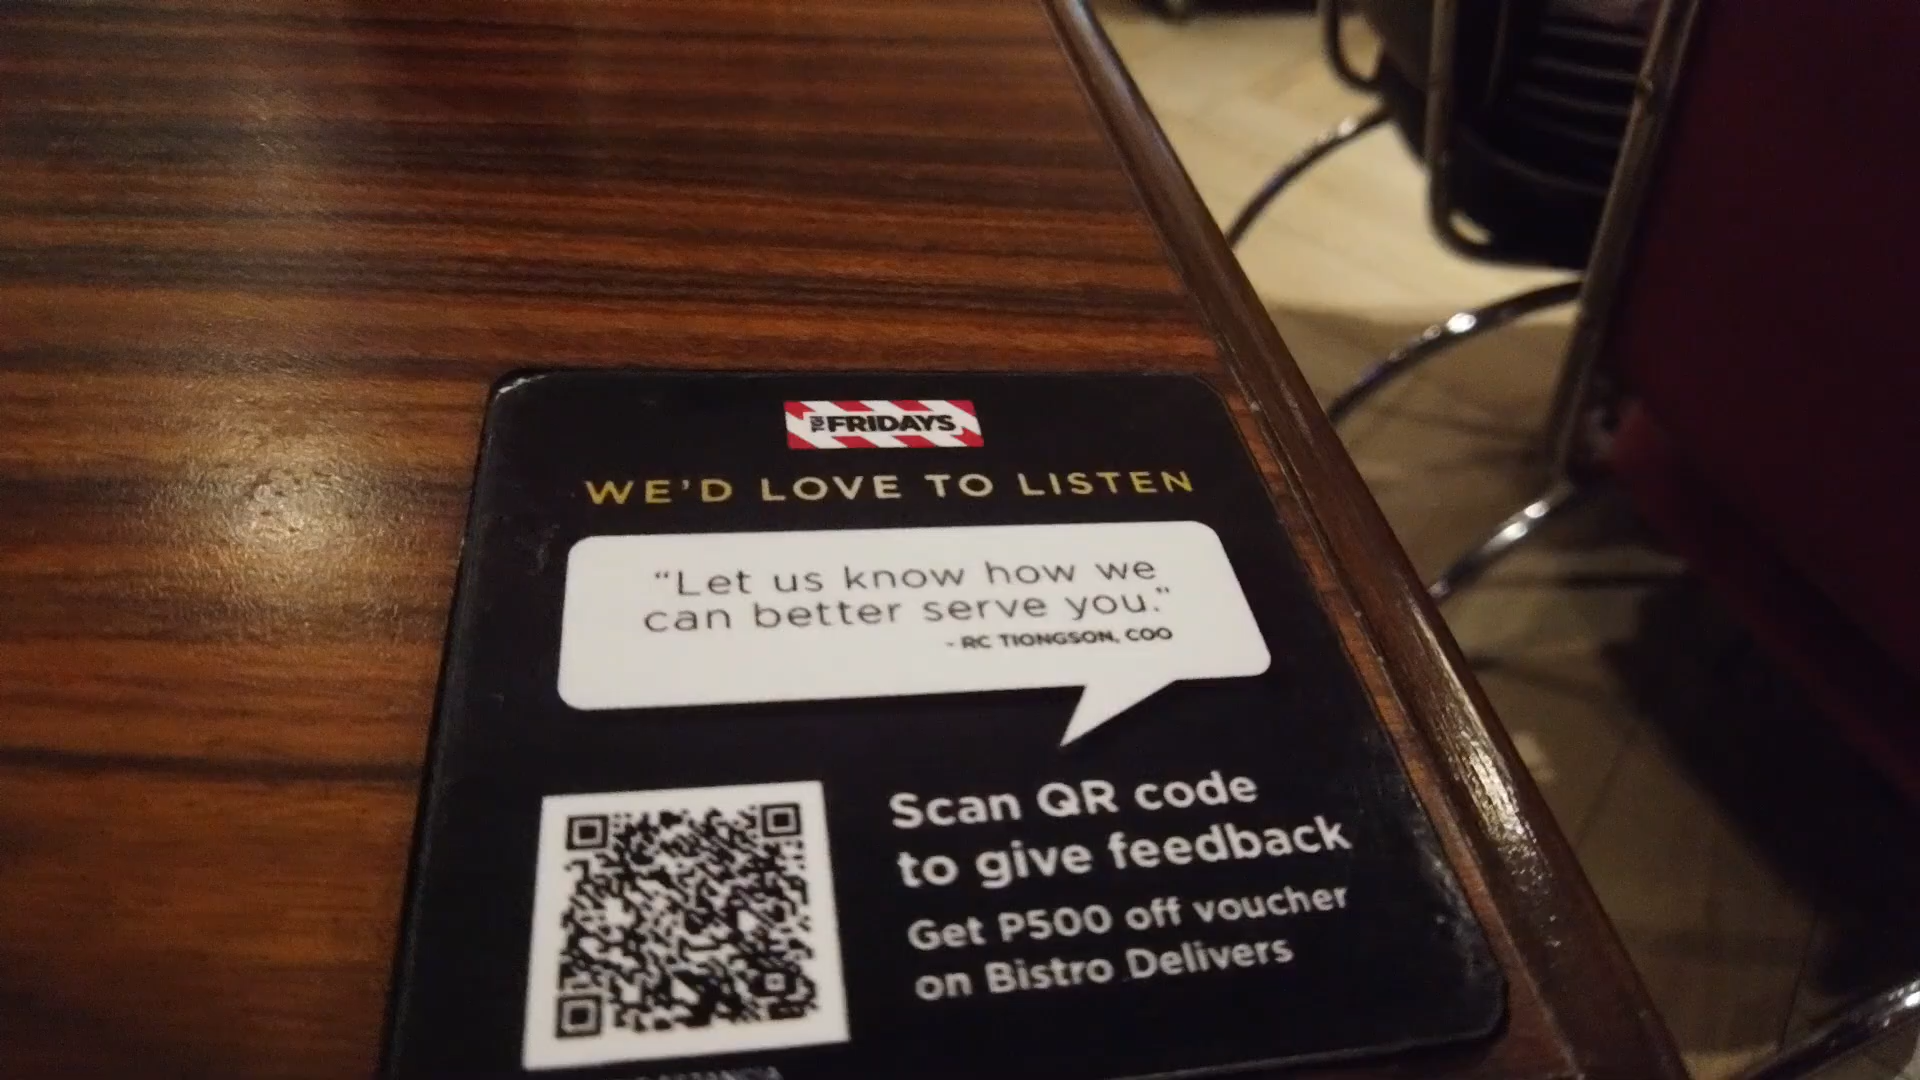 TGI FRIDAYS
WE'D LOVE TO LISTEN
“Let us know how we
can better serve you.”
- RC TIONGSON, COO
Scan QR code
to give feedback
Get P500 off voucher
on Bistro Delivers